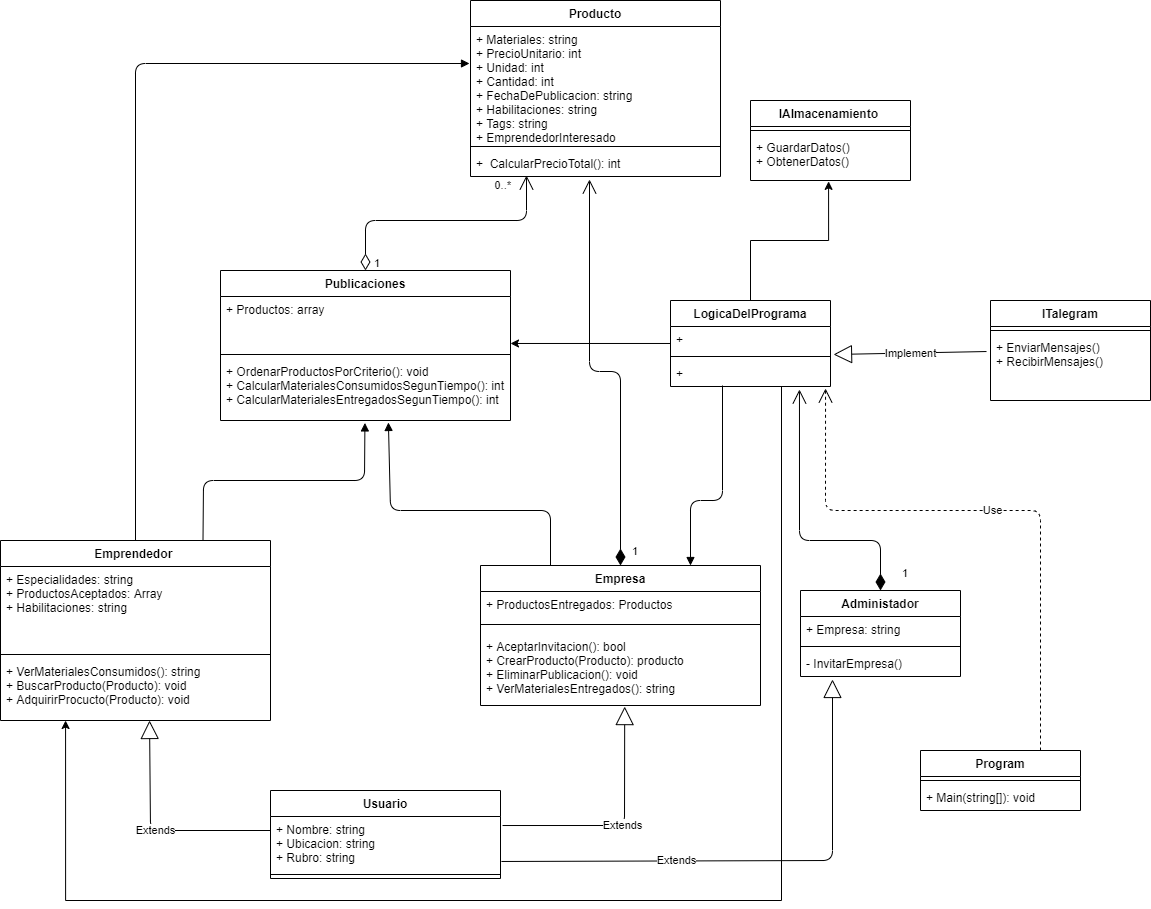 Producto
+ Materiales: string
+ PrecioUnitario: int
+ Unidad: int
+ Cantidad: int
+ FechaDePublicacion: string
+ Habilitaciones: string
+ Tags: string
+ EmprendedorInteresado
+ CalcularPrecioTotal(): int
0..*
IAlmacenamiento
+ GuardarDatos()
+ ObtenerDatos()
1
Publicaciones
+ Productos: array
+ OrdenarProductosPorCriterio(): void
+ CalcularMaterialesConsumidosSegunTiempo(): int
+ CalcularMaterialesEntregadosSegunTiempo(): int
LogicaDelPrograma
+
+
Implement
ITalegram
+ EnviarMensajes()
+ RecibirMensajes()
Use
Emprendedor
+ Especialidades: string
+ ProductosAceptados: Array
+ Habilitaciones: string
+ VerMaterialesConsumidos(): string
+ BuscarProducto(Producto): void
+ AdquirirProcucto(Producto): void
1
Empresa
+ ProductosEntregados: Productos
+ AceptarInvitacion(): bool
+ CrearProducto(Producto): producto
+ EliminarPublicacion(): void
+ VerMaterialesEntregados(): string
1
Administador
+ Empresa: string
- InvitarEmpresa()
Program
+ Main(string[]): void
Usuario
+ Nombre: string
+ Ubicacion: string
+ Rubro: string
Extends
Extends
Extends